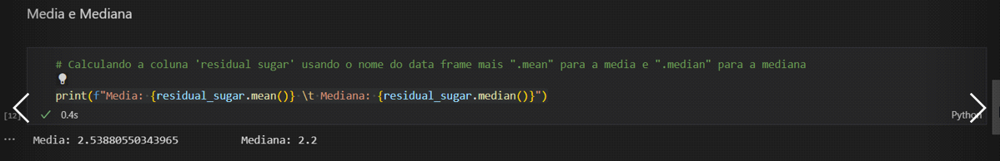 Media e Mediana
# Calculando a coluna 'residual sugar' usando o nome do data frame mais ".mean" para a media e ".median" para a mediana
print(f"Media: {residual_sugar.mean()} \t Mediana: {residual_sugar.median()}")
[12]
0.4s
Python
... Media: 2.53880550343965 Mediana: 2.2